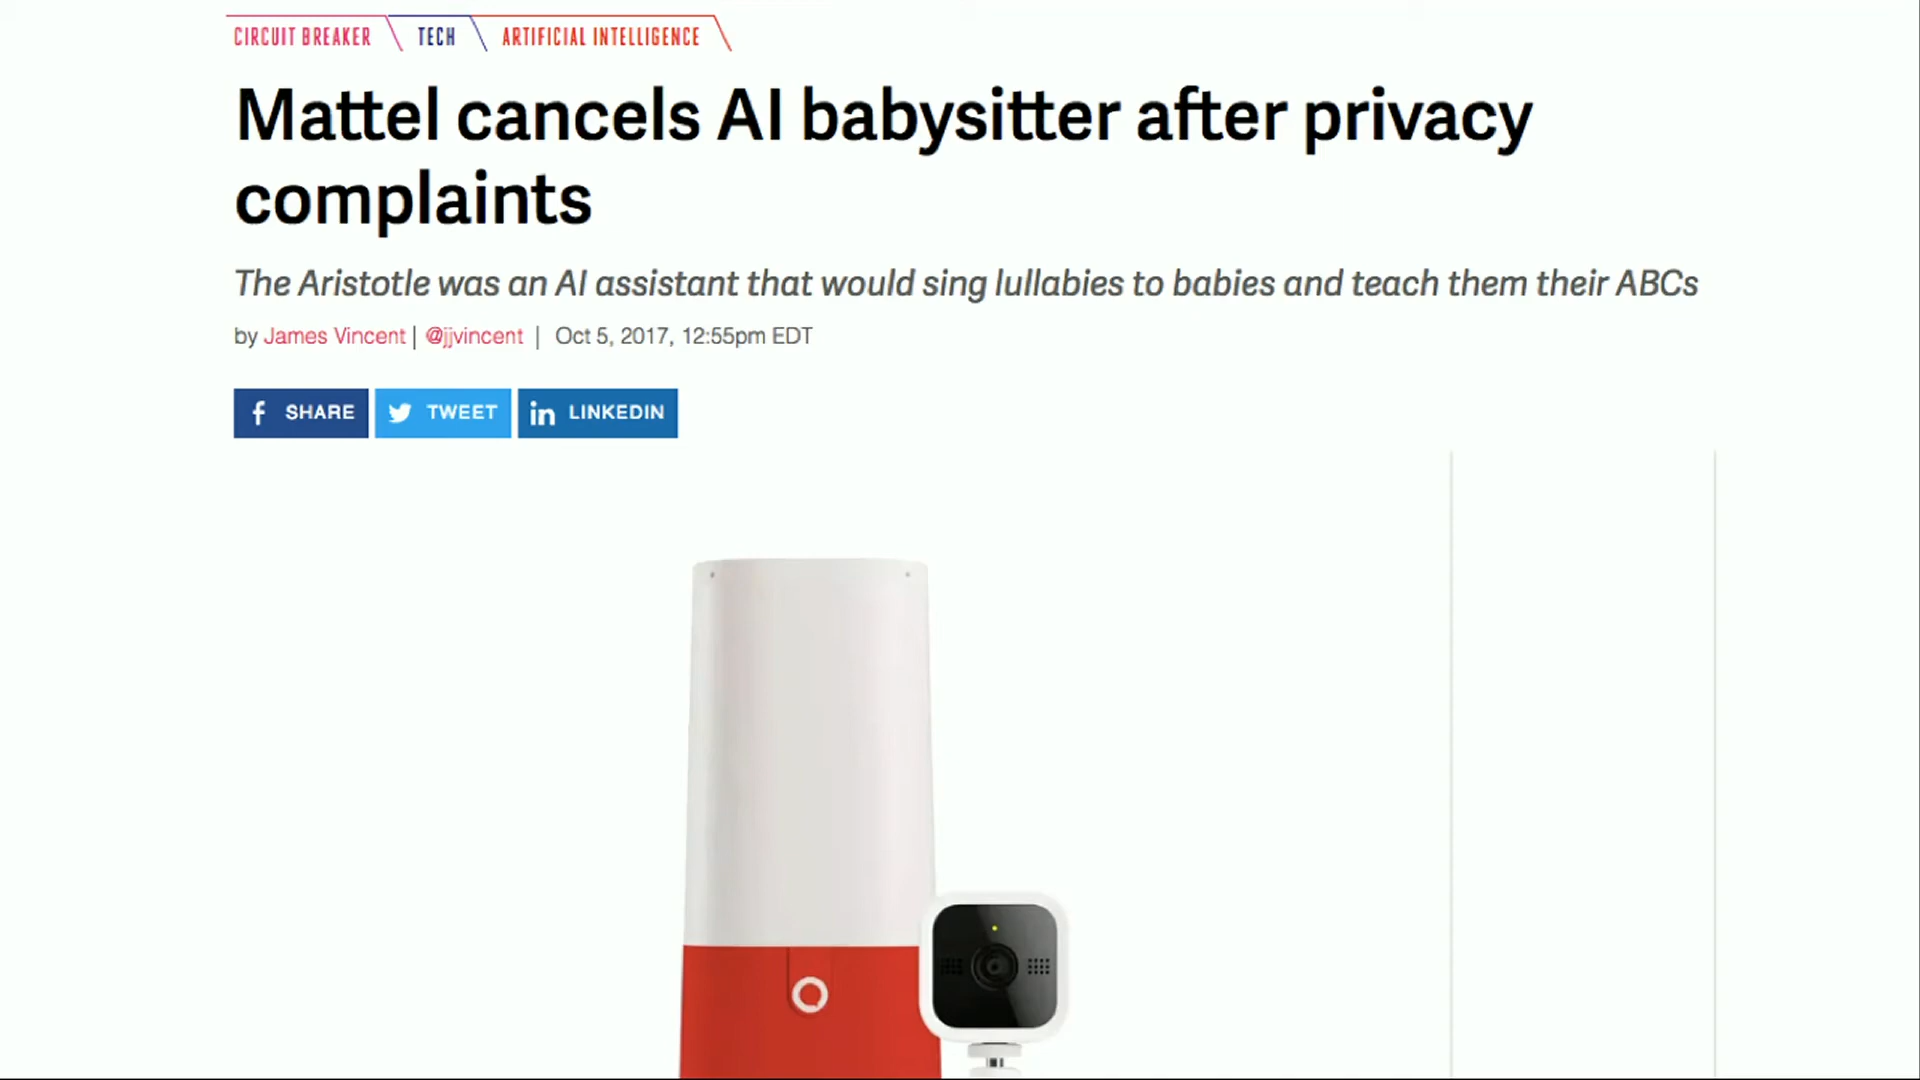 CIRCUIT BREAKER TECH ARTIFICIAL INTELLIGENCE
Mattel cancels AI babysitter after privacy
complaints
The Aristotle was an AI assistant that would sing lullabies to babies and teach them their ABCs
by James Vincent | @jjvincent | Oct 5, 2017, 12:55pm EDT
f SHARE TWEET in LINKEDIN